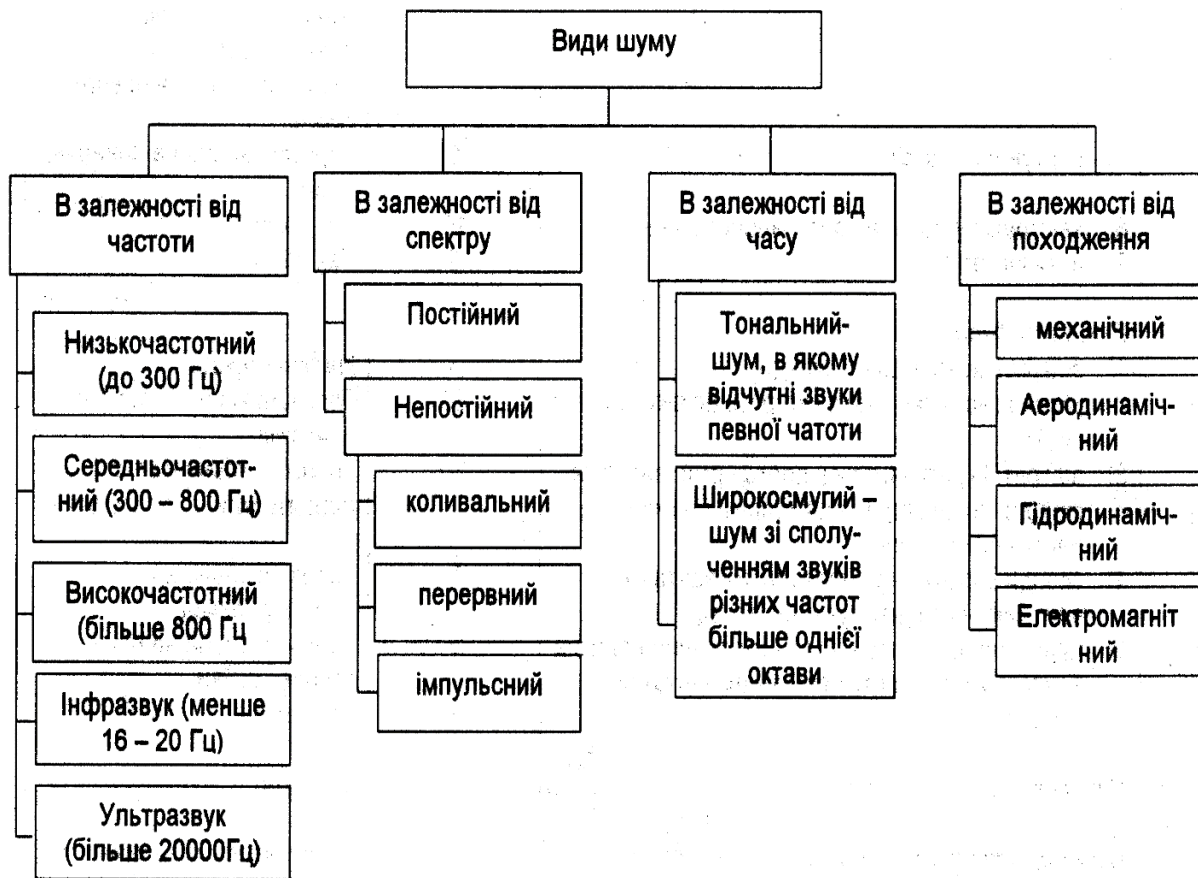 Види шуму
В залежності від
частоти
Низькочастотний
(до 300 Гц)
Середньочастот-
ний (300 – 800 Гц)
Високочастотний
(більше 800 Гц
Інфразвук (менше
16 – 20 Гц)
Ультразвук
(більше 20000Гц)
В залежності від
спектру
Постійний
Непостійний
коливальний
перервний
імпульсний
В залежності від
часу
Тональний-
шум, в якому
відчутні звуки
певної чатоти
Широкосмугий –
шум зі сполу-
ченням звуків
різних частот
більше однієї
октави
В залежності від
походження
механічний
Аеродинаміч-
ний
Гідродинаміч-
ний
Електромагніт
ний